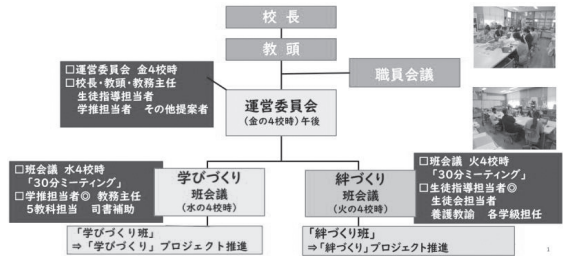 校長
教頭
職員会議
□運営委員会 金4校時
□校長・教頭・教務主任
生徒指導担当者
学推担当者 その他提案者
運営委員会
(金の4校時)午後
□班会議 水4校時
「30分ミーティング」
□学推担当者◎ 教務主任
5教科担当 司書補助
学びづくり
班会議
(水の4校時)
絆づくり
班会議
(火の4校時)
□班会議 火4校時
「30分ミーティング」
□生徒指導担当者◎
生徒会担当者
養護教諭 各学級担任
「学びづくり班」
⇒「学びづくり」プロジェクト推進
「絆づくり班」
⇒「絆づくり」プロジェクト推進
1